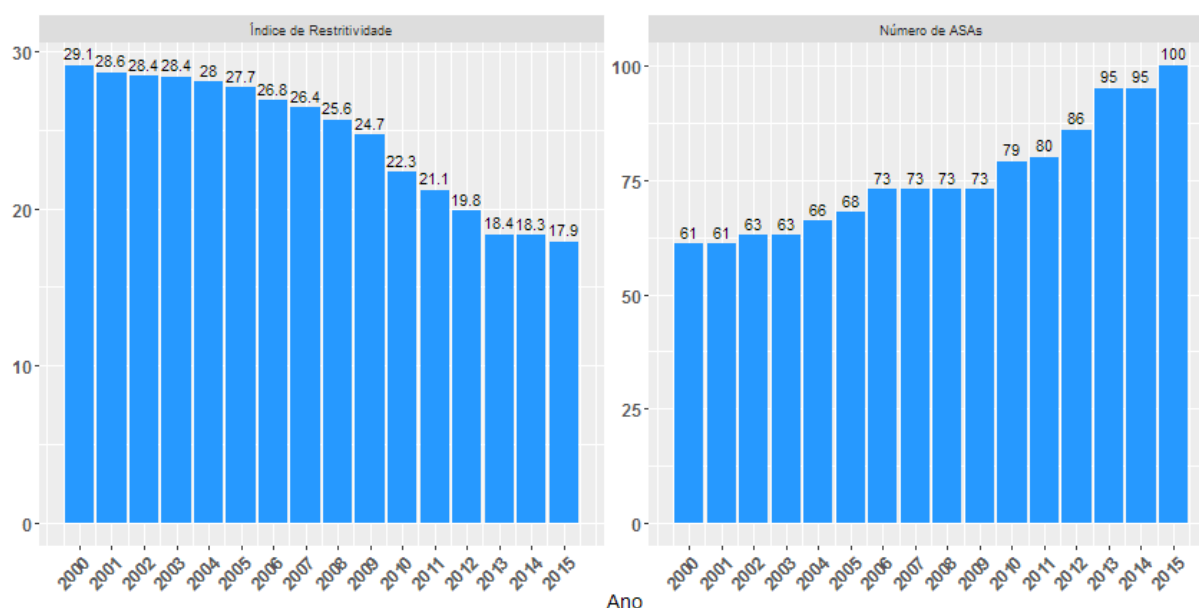 Índice de Restritividade
30
20
10
0
29.1 28.6 28.4 28.4 28 27.7 26.8 26.4 25.6 24.7 22.3 21.1 19.8 18.4 18.3 17.9
2000 2001 2002 2003 2004 2005 2006 2007 2008 2009 2010 2011 2012 2013 2014 2015
Número de ASAs
100
75
50
25
0
61 61 63 63 66 68 73 73 73 73 79 80 86 95 95 100
2000 2001 2002 2003 2004 2005 2006 2007 2008 2009 2010 2011 2012 2013 2014 2015
Ano